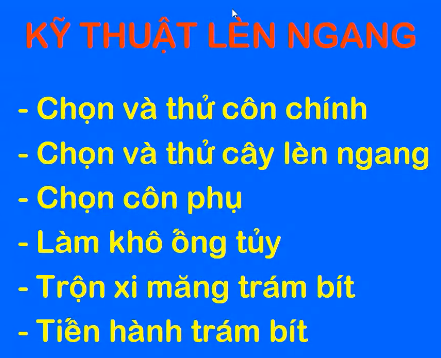 KỸ THUẬT LÈN NGANG
- Chọn và thử côn chính
- Chọn và thử cây lèn ngang
- Chọn côn phụ
- Làm khô ống tủy
- Trộn xi măng trám bít
- Tiến hành trám bít